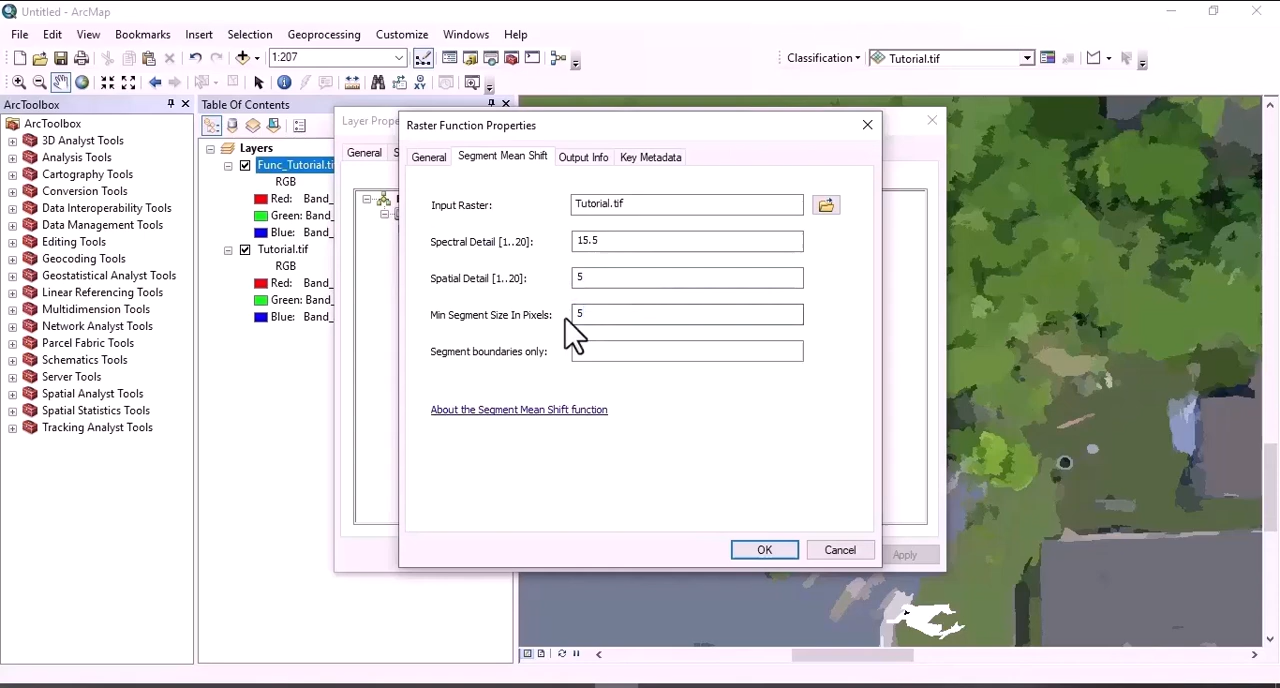 Untitled - ArcMap
File Edit View Bookmarks Insert Selection Geoprocessing Customize Windows Help
1:207
Classification
Tutorial.tif
ArcToolbox
ArcToolbox
3D Analyst Tools
Analysis Tools
Cartography Tools
Conversion Tools
Data Interoperability Tools
Data Management Tools
Editing Tools
Geocoding Tools
Geostatistical Analyst Tools
Linear Referencing Tools
Multidimension Tools
Network Analyst Tools
Parcel Fabric Tools
Schematics Tools
Server Tools
Spatial Analyst Tools
Spatial Statistics Tools
Tracking Analyst Tools
Table Of Contents
Layers
Func_Tutorial.ti
RGB
Red: Band_
Green: Band_
Blue: Band_
Tutorial.tif
RGB
Red: Band_
Green: Band_
Blue: Band_
Layer Prope
General S
Raster Function Properties
General Segment Mean Shift Output Info Key Metadata
Input Raster: Tutorial.tif
Spectral Detail [1..20]: 15.5
Spatial Detail [1..20]: 5
Min Segment Size In Pixels: 5
Segment boundaries only:
About the Segment Mean Shift function
OK Cancel
Apply